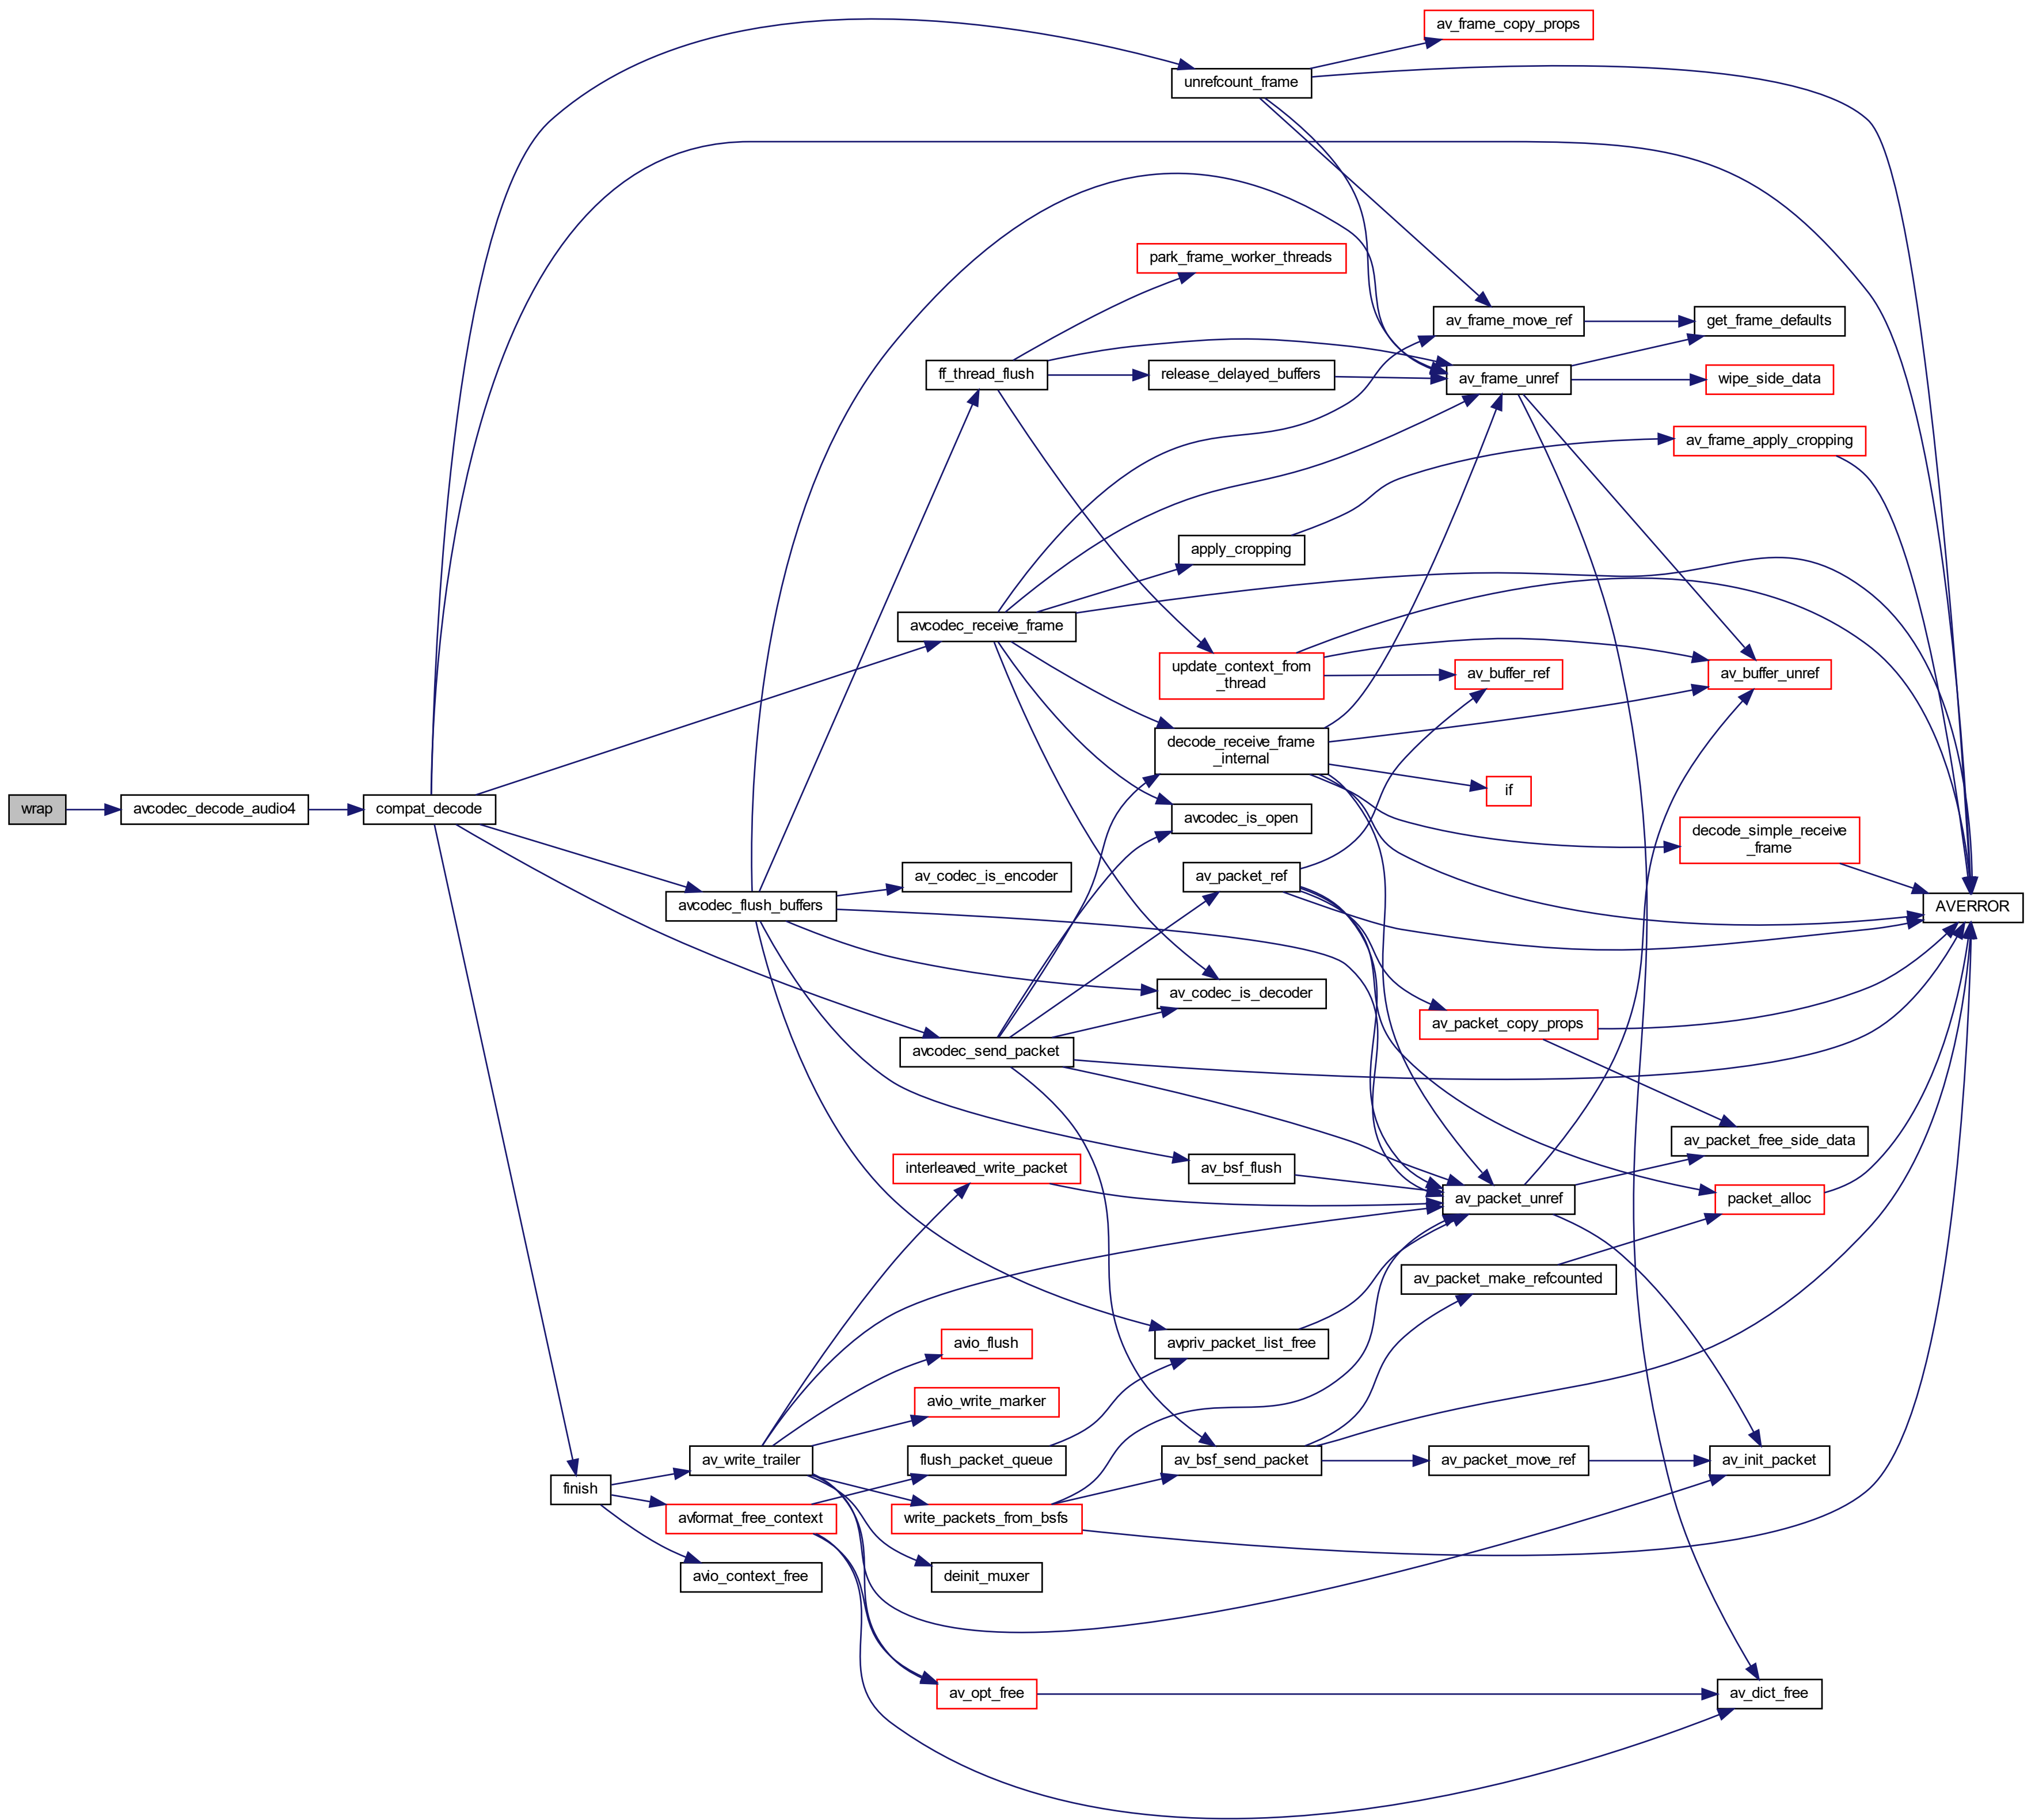 av_frame_copy_props
unrefcount_frame
park_frame_worker_threads
av_frame_move_ref
get_frame_defaults
ff_thread_flush
release_delayed_buffers
av_frame_unref
wipe_side_data
av_frame_apply_cropping
apply_cropping
avcodec_receive_frame
update_context_from
_thread
av_buffer_ref
av_buffer_unref
decode_receive_frame
_internal
if
wrap
avcodec_decode_audio4
compat_decode
avcodec_is_open
decode_simple_receive
_frame
av_codec_is_encoder
av_packet_ref
avcodec_flush_buffers
AVERROR
av_codec_is_decoder
av_packet_copy_props
avcodec_send_packet
av_packet_free_side_data
interleaved_write_packet
av_bsf_flush
av_packet_unref
packet_alloc
av_packet_make_refcounted
avio_flush
avpriv_packet_list_free
avio_write_marker
av_write_trailer
flush_packet_queue
av_bsf_send_packet
av_packet_move_ref
av_init_packet
finish
avformat_free_context
write_packets_from_bsfs
avio_context_free
deinit_muxer
av_opt_free
av_dict_free